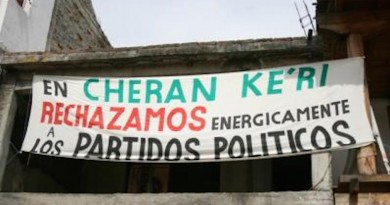 EN CHERAN KE'RI
RECHAZAMOS ENERGICAMENTE
A
LOS PARTIDOS POLITICOS